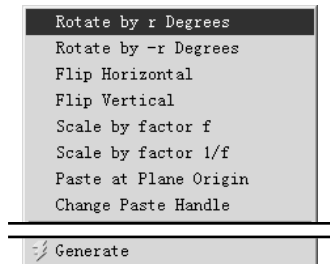 Rotate by r Degrees
Rotate by -r Degrees
Flip Horizontal
Flip Vertical
Scale by factor f
Scale by factor 1/f
Paste at Plane Origin
Change Paste Handle
Generate